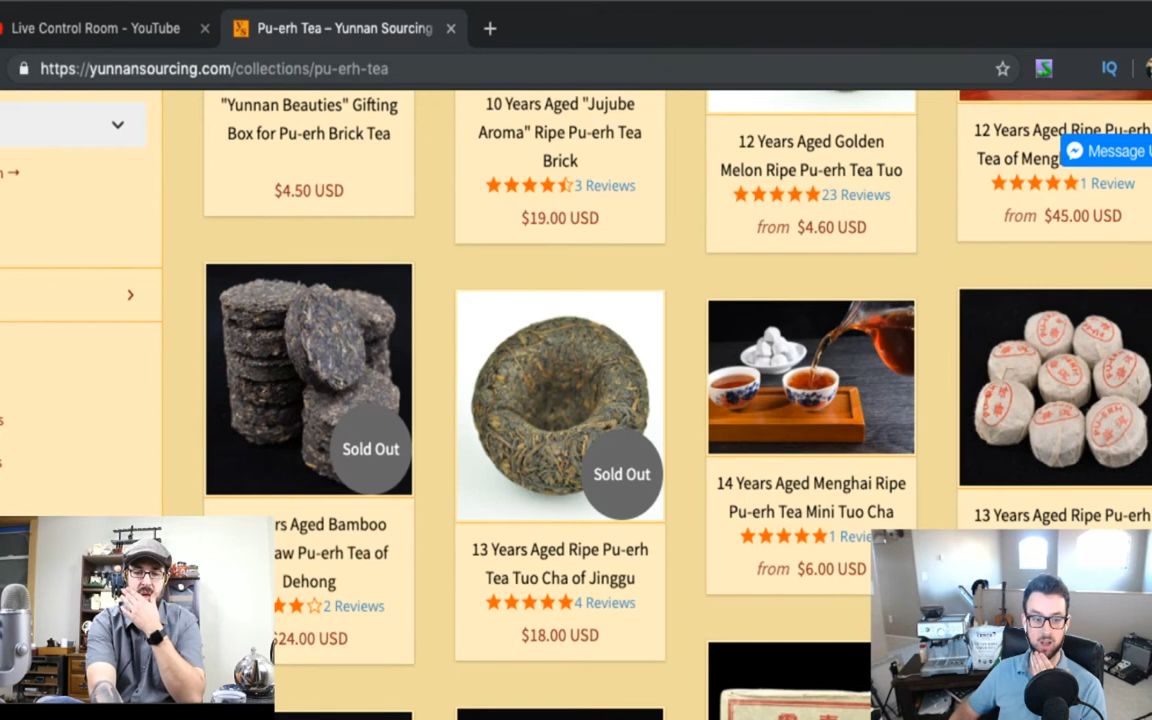 Live Control Room - YouTube
Pu-erh Tea – Yunnan Sourcing
https://yunnansourcing.com/collections/pu-erh-tea
IQ
"Yunnan Beauties" Gifting
Box for Pu-erh Brick Tea
$4.50 USD
10 Years Aged "Jujube
Aroma" Ripe Pu-erh Tea
Brick
3 Reviews
$19.00 USD
12 Years Aged Golden
Melon Ripe Pu-erh Tea Tuo
23 Reviews
from $4.60 USD
12 Years Aged Ripe Pu-erh
Tea of Meng
Message U
1 Review
from $45.00 USD
Sold Out
rs Aged Bamboo
aw Pu-erh Tea of
Dehong
2 Reviews
$24.00 USD
Sold Out
13 Years Aged Ripe Pu-erh
Tea Tuo Cha of Jinggu
4 Reviews
$18.00 USD
14 Years Aged Menghai Ripe
Pu-erh Tea Mini Tuo Cha
1 Revie
from $6.00 USD
13 Years Aged Ripe Pu-erh